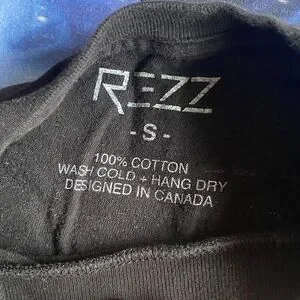 REZZ
- S -
100% COTTON
WASH COLD + HANG DRY
DESIGNED IN CANADA